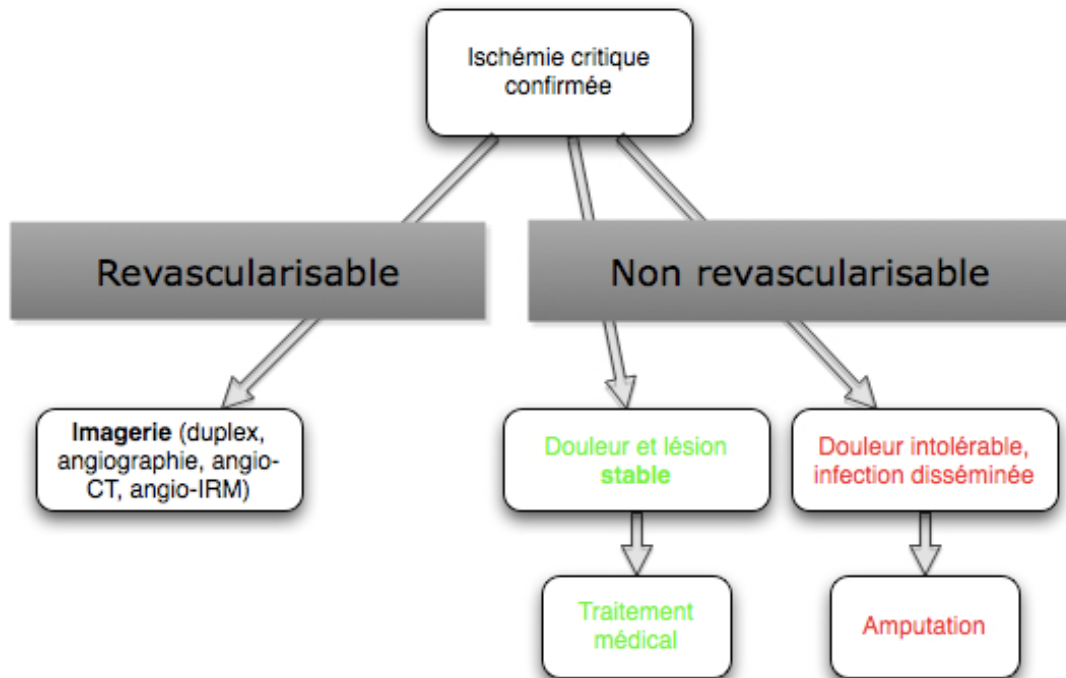 Ischémie critique
confirmée
Revascularisable
Non revascularisable
Imagerie (duplex,
angiographie, angio-
CT, angio-IRM)
Douleur et lésion
stable
Douleur intolérable,
infection disséminée
Traitement
médical
Amputation